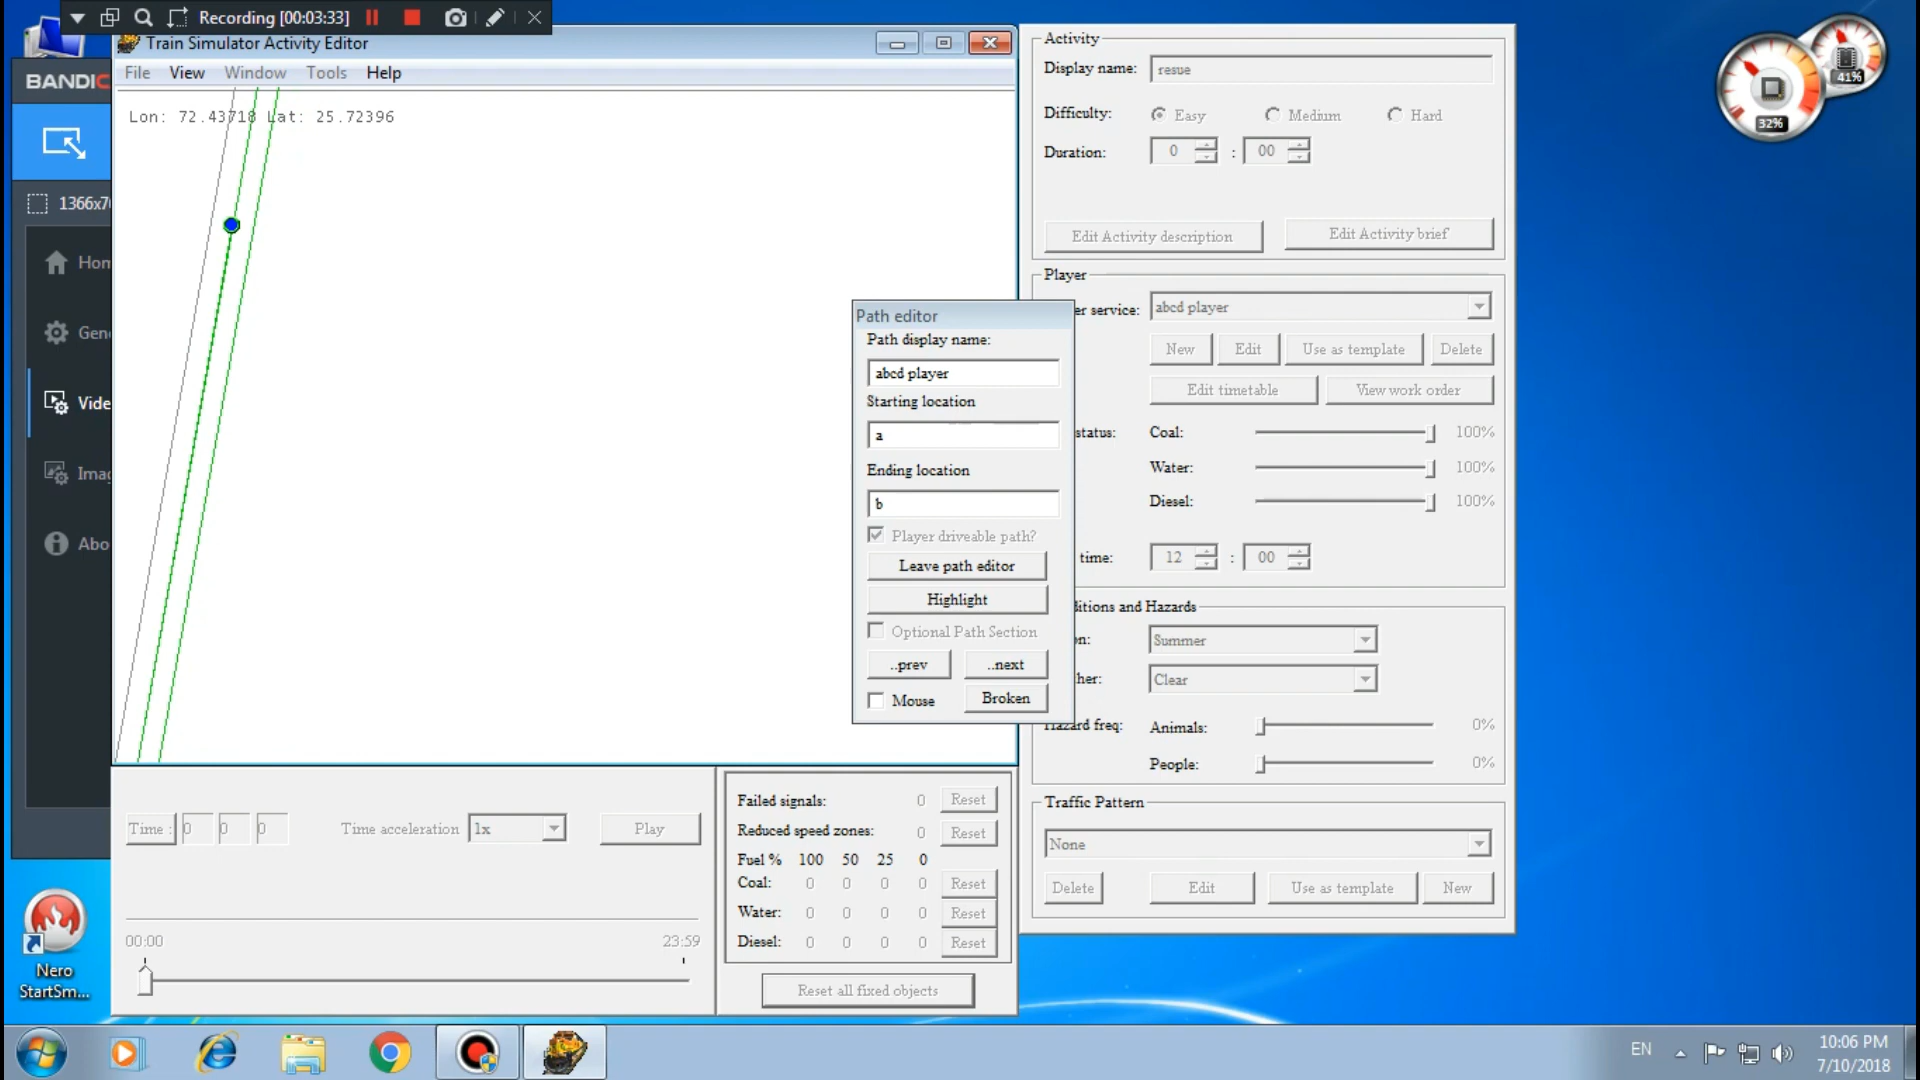 Recording [00:03:33]
Train Simulator Activity Editor
BANDIC
File View Window Tools Help
Lon: 72.43718 Lat: 25.72396
1366x76
Hom
Gene
Vide
Imag
Abo
Path editor
Path display name:
abcd player
Starting location
a
Ending location
b
Player driveable path?
Leave path editor
Highlight
Optional Path Section
..prev ..next
Mouse Broken
Activity
Display name: resue
Difficulty: Easy Medium Hard
Duration: 0 : 00
Edit Activity description Edit Activity brief
Player
er service: abcd player
New Edit Use as template Delete
Edit timetable View work order
status: Coal: 100%
Water: 100%
Diesel: 100%
time: 12 : 00
itions and Hazards
n: Summer
her: Clear
Hazard freq: Animals: 0%
People: 0%
Traffic Pattern
None
Delete Edit Use as template New
Time : 0 0 0 Time acceleration 1x Play
00:00 23:59
Failed signals: 0 Reset
Reduced speed zones: 0 Reset
Fuel % 100 50 25 0
Coal: 0 0 0 0 Reset
Water: 0 0 0 0 Reset
Diesel: 0 0 0 0 Reset
Reset all fixed objects
41%
32%
Nero
StartSm...
EN
10:06 PM
7/10/2018